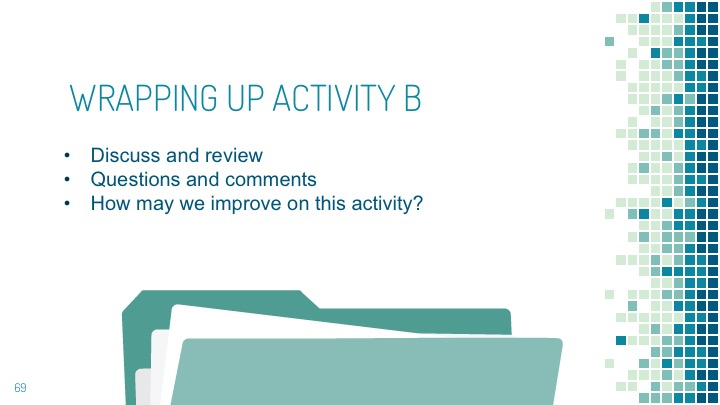 WRAPPING UP ACTIVITY B
• Discuss and review
• Questions and comments
• How may we improve on this activity?
69